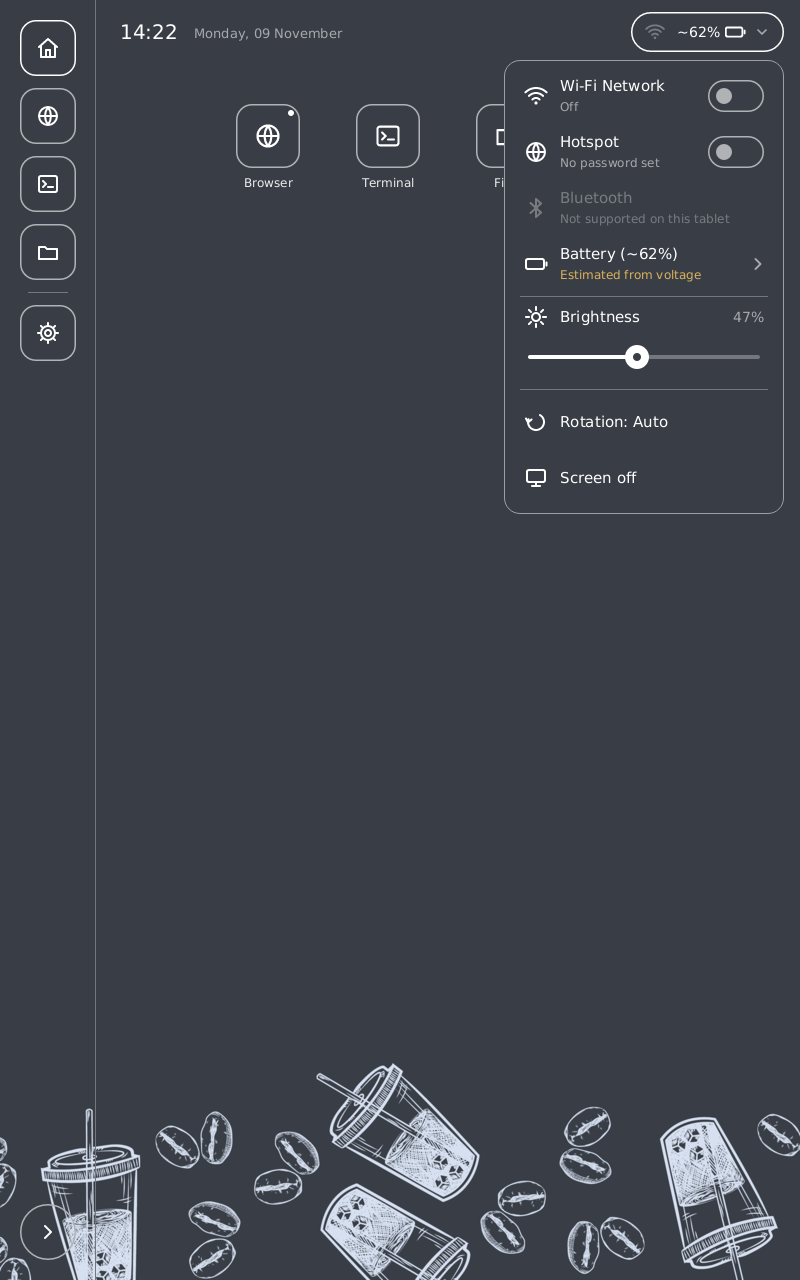 14:22 Monday, 09 November ~62%
Wi-Fi Network
Off
Hotspot
No password set
Bluetooth
Not supported on this tablet
Battery (~62%)
Estimated from voltage
Brightness 47%
Rotation: Auto
Screen off
Browser Terminal Fi